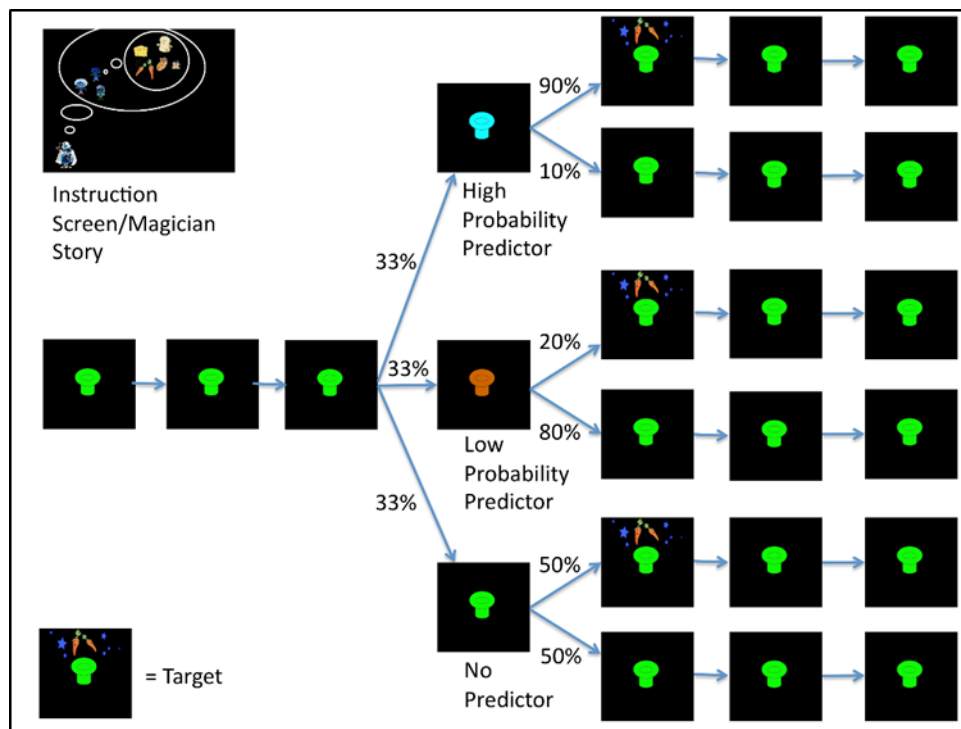 Instruction
Screen/Magician
Story
90%
10%
High
Probability
Predictor
33%
20%
33%
80%
Low
Probability
Predictor
33%
50%
50%
No
Predictor
= Target